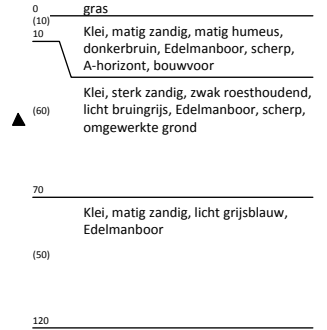 0 gras
(10)
10 Klei, matig zandig, matig humeus,
donkerbruin, Edelmanboor, scherp,
A-horizont, bouwvoor
Klei, sterk zandig, zwak roesthoudend,
(60) licht bruingrijs, Edelmanboor, scherp,
omgewerkte grond
70
Klei, matig zandig, licht grijsblauw,
Edelmanboor
(50)
120